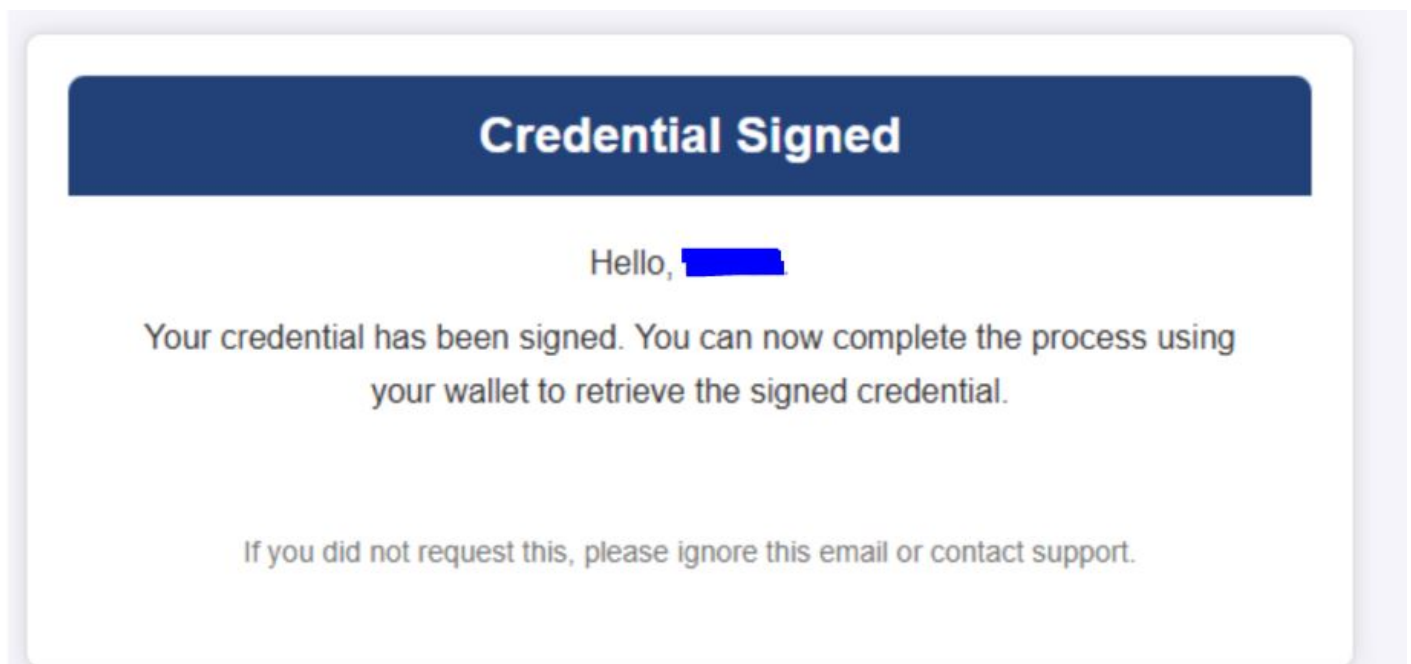 Credential Signed
Hello,
Your credential has been signed. You can now complete the process using
your wallet to retrieve the signed credential.
If you did not request this, please ignore this email or contact support.